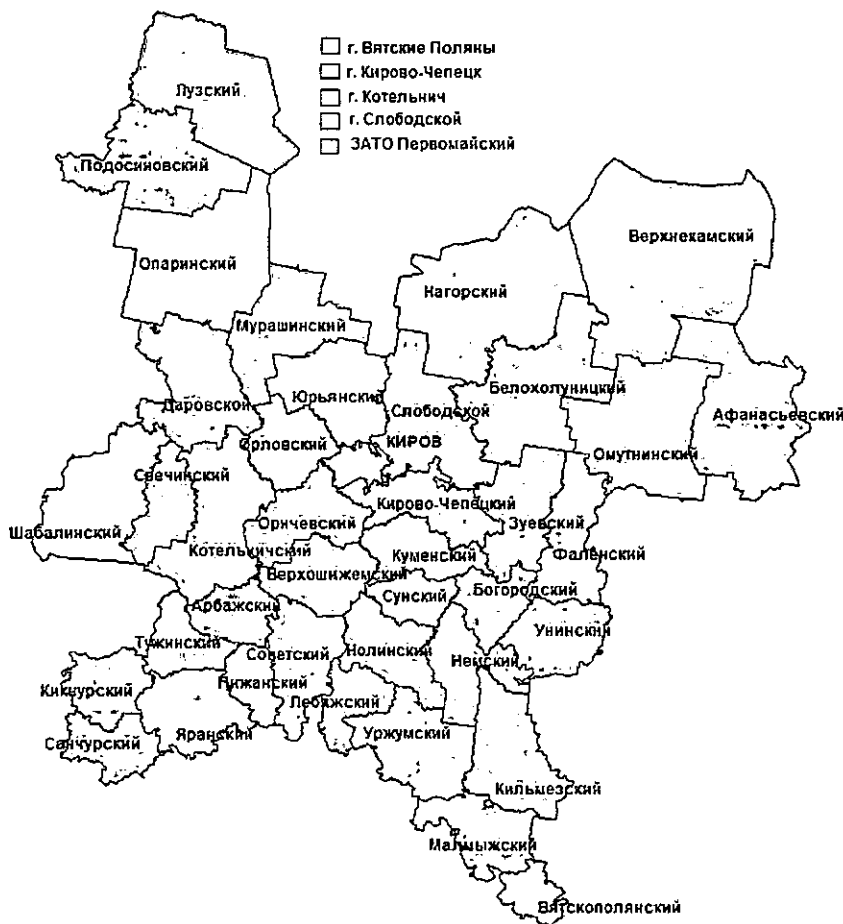 г. Вятские Поляны
г. Кирово-Чепецк
г. Котельнич
г. Слободской
ЗАТО Первомайский
Лузский
Подосиновский
Опаринский
Верхнекамский
Нагорский
Мурашинский
Даровской
Юрьянский
Слободской
Белохолуницкий
Афанасьевский
Орловский
КИРОВ
Омутнинский
Свечинский
Шабалинский
Котельничский
Оричевский
Кирово-Чепецкий
Зуевский
Фаленский
Верхошижемский
Куменский
Сунский
Богородский
Унинский
Арбажский
Тужинский
Советский
Нолинский
Немский
Кикнурский
Пижанский
Лебяжский
Санчурский
Яранский
Уржумский
Кильмезский
Малмыжский
Вятскополянский